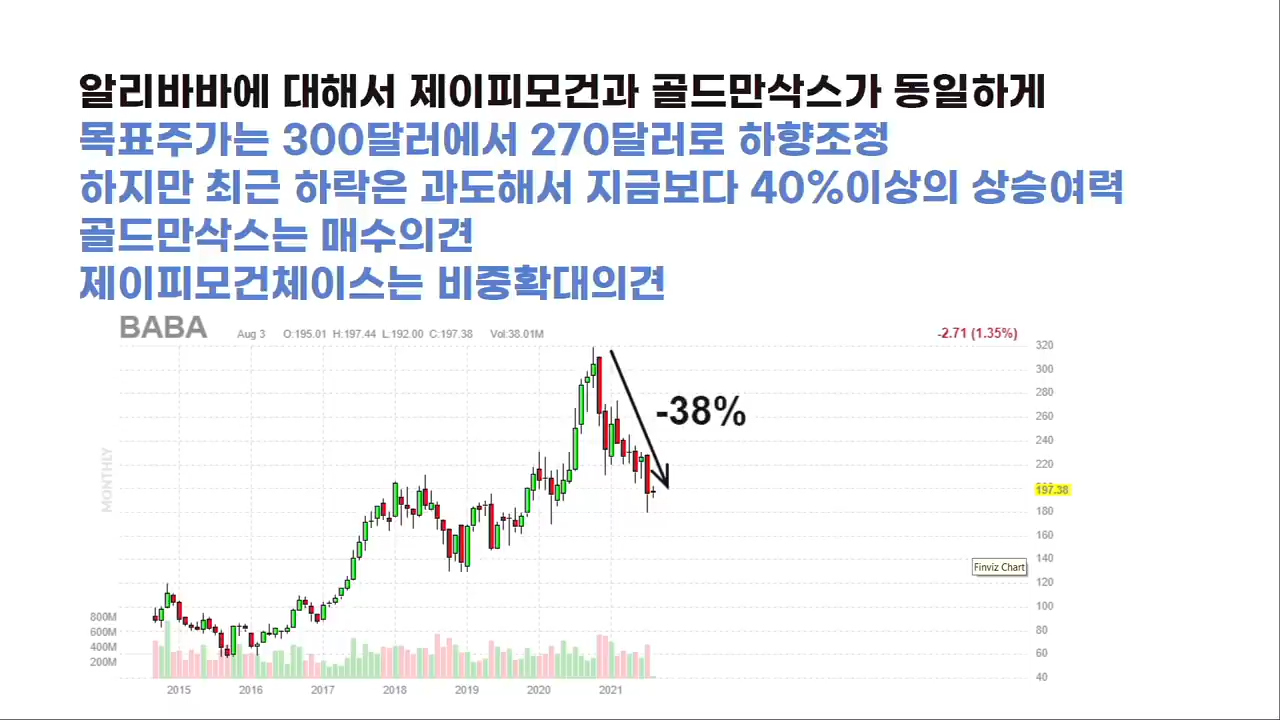 알리바바에 대해서 제이피모건과 골드만삭스가 동일하게
목표주가는 300달러에서 270달러로 하향조정
하지만 최근 하락은 과도해서 지금보다 40%이상의 상승여력
골드만삭스는 매수의견
제이피모건체이스는 비중확대의견
BABA Aug 3 O:195.01 H:197.44 L:192.00 C:197.38 Vol:38.01M -2.71 (1.35%)
320
300
280
-38%
260
240
220
MONTHLY
197.38
180
160
140
Finviz Chart
120
100
800M
80
600M
60
400M
200M
40
2015 2016 2017 2018 2019 2020 2021